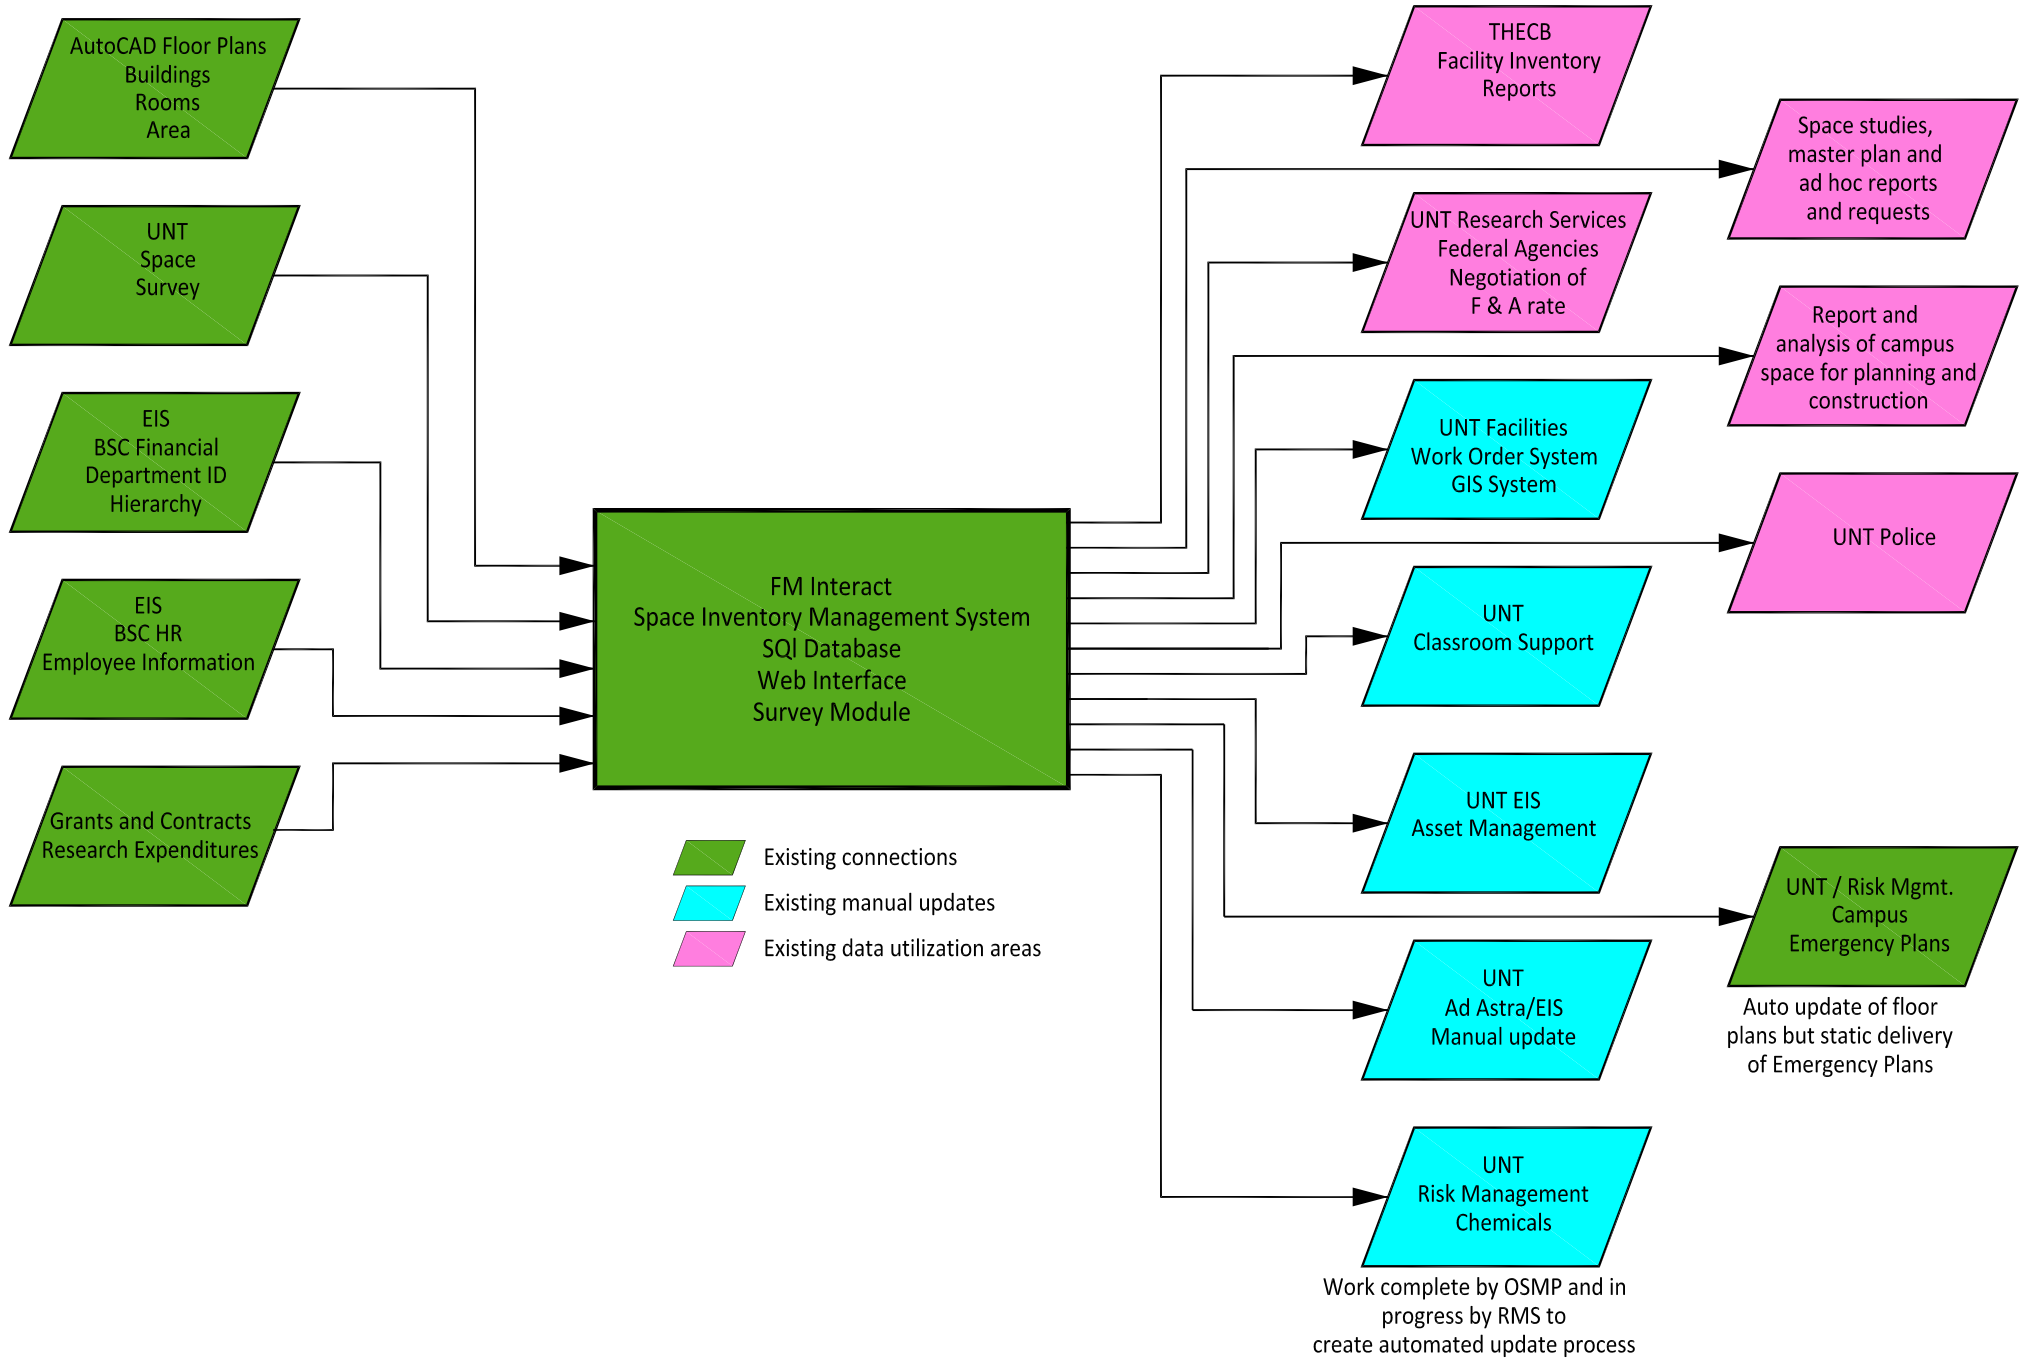 AutoCAD Floor Plans
Buildings
Rooms
Area
UNT
Space
Survey
EIS
BSC Financial
Department ID
Hierarchy
EIS
BSC HR
Employee Information
Grants and Contracts
Research Expenditures
FM Interact
Space Inventory Management System
SQl Database
Web Interface
Survey Module
Existing connections
Existing manual updates
Existing data utilization areas
THECB
Facility Inventory
Reports
Space studies,
master plan and
ad hoc reports
and requests
UNT Research Services
Federal Agencies
Negotiation of
F & A rate
Report and
analysis of campus
space for planning and
construction
UNT Facilities
Work Order System
GIS System
UNT Police
UNT
Classroom Support
UNT EIS
Asset Management
UNT / Risk Mgmt.
Campus
Emergency Plans
Auto update of floor
plans but static delivery
of Emergency Plans
UNT
Ad Astra/EIS
Manual update
UNT
Risk Management
Chemicals
Work complete by OSMP and in
progress by RMS to
create automated update process